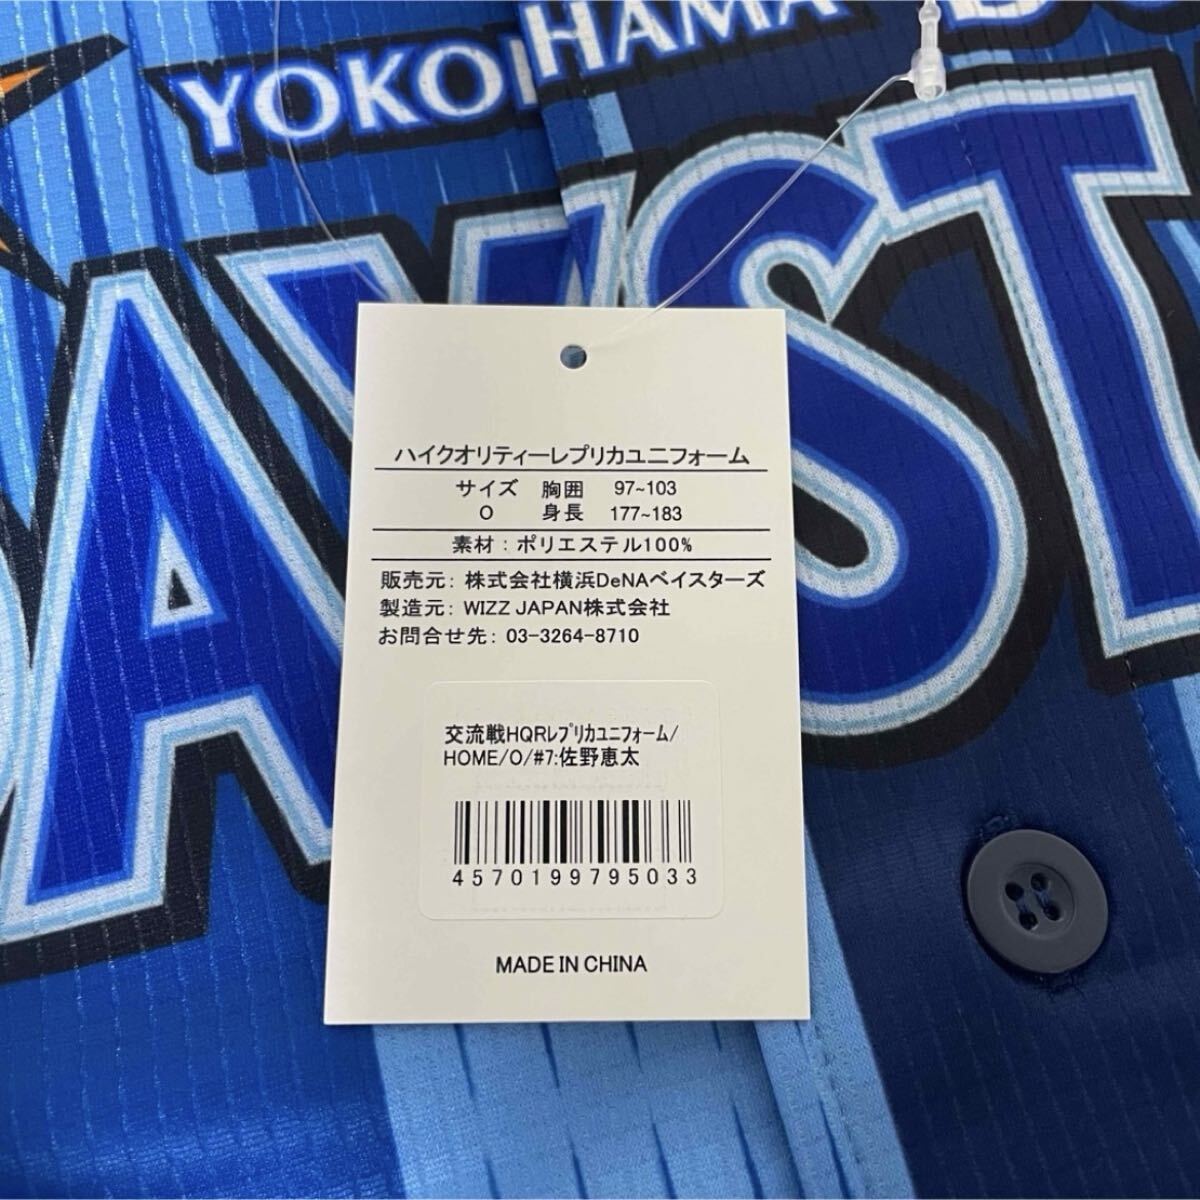 YOKOHAMA
AYST
ハイクオリティーレプリカユニフォーム
サイズ 胸囲 97~103
O 身長 177~183
素材：ポリエステル100%
販売元：株式会社横浜DeNAベイスターズ
製造元：WIZZ JAPAN株式会社
お問合せ先：03-3264-8710
交流戦HQRﾚﾌﾟﾘｶﾕﾆﾌｫｰﾑ/
HOME/O/#7:佐野恵太
4570199795033
MADE IN CHINA